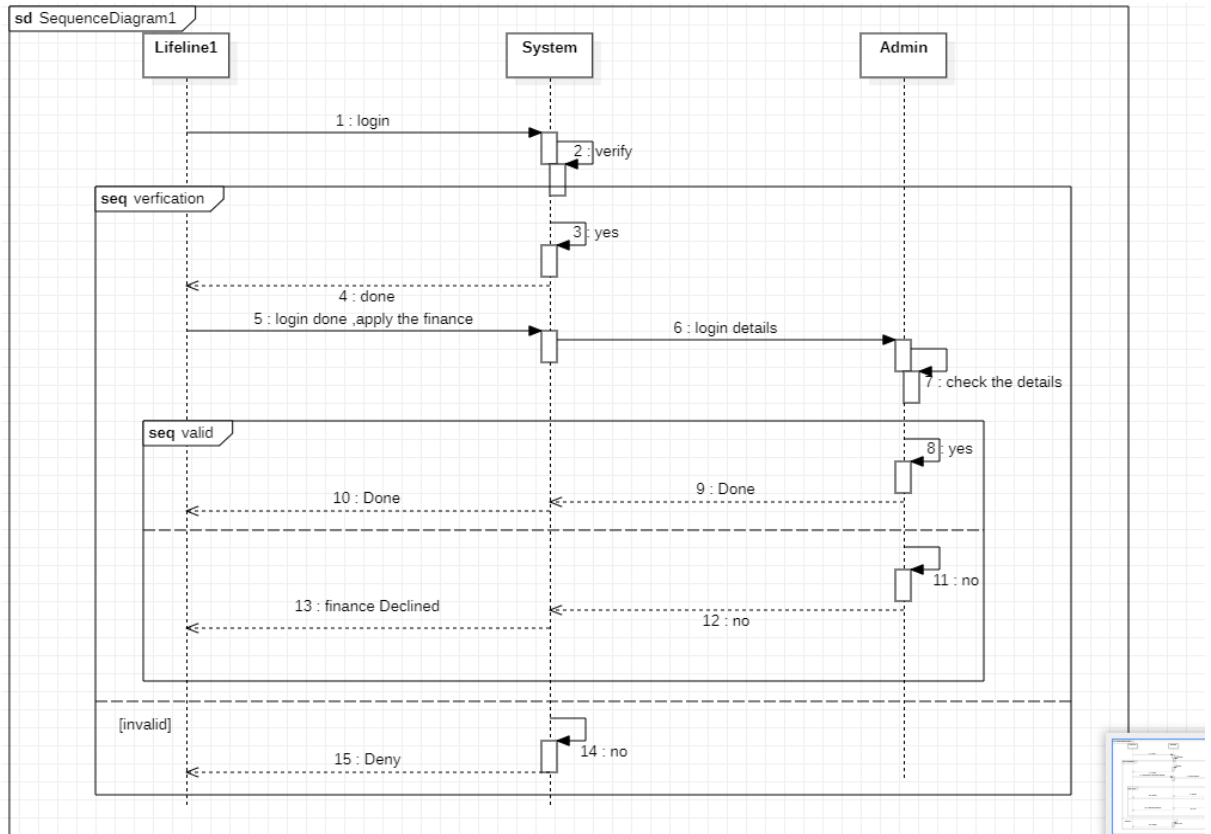 sd SequenceDiagram1
Lifeline1
System
Admin
1 : login
2 : verify
seq verfication
3 : yes
4 : done
5 : login done ,apply the finance
6 : login details
7 : check the details
seq valid
8 : yes
9 : Done
10 : Done
11 : no
12 : no
13 : finance Declined
[invalid]
14 : no
15 : Deny